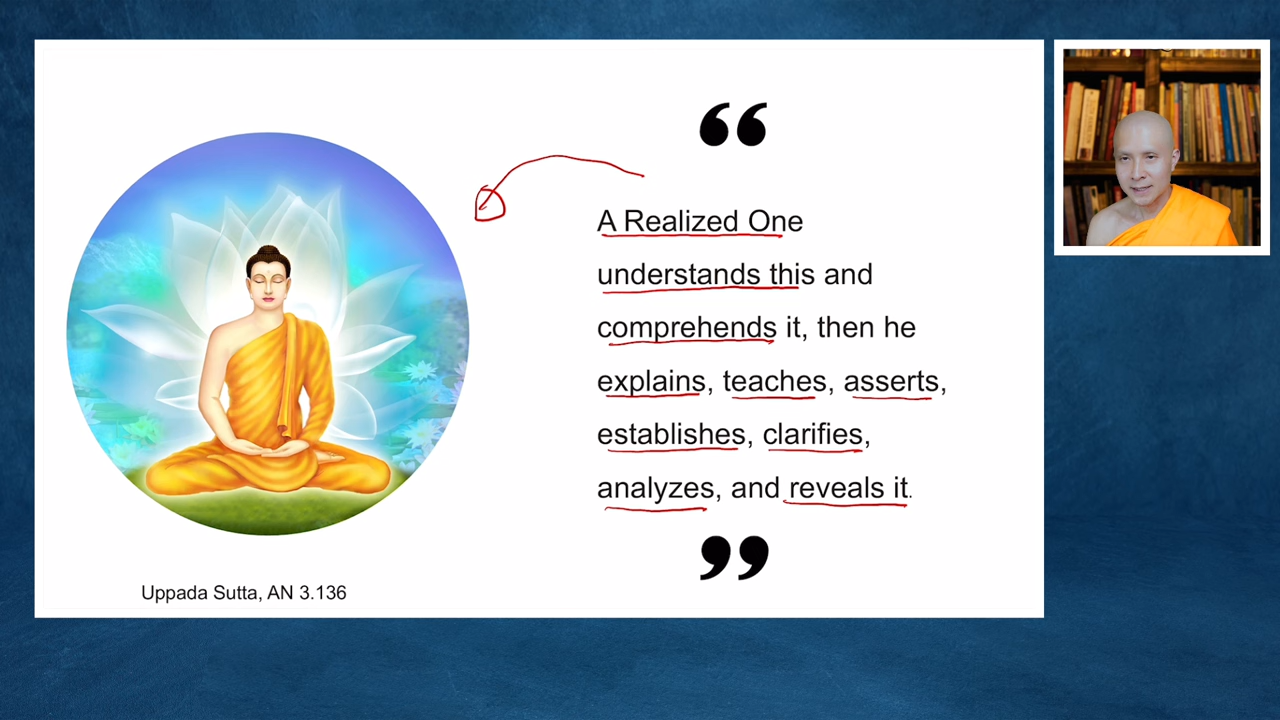 “
A Realized One
understands this and
comprehends it, then he
explains, teaches, asserts,
establishes, clarifies,
analyzes, and reveals it.
”
Uppada Sutta, AN 3.136